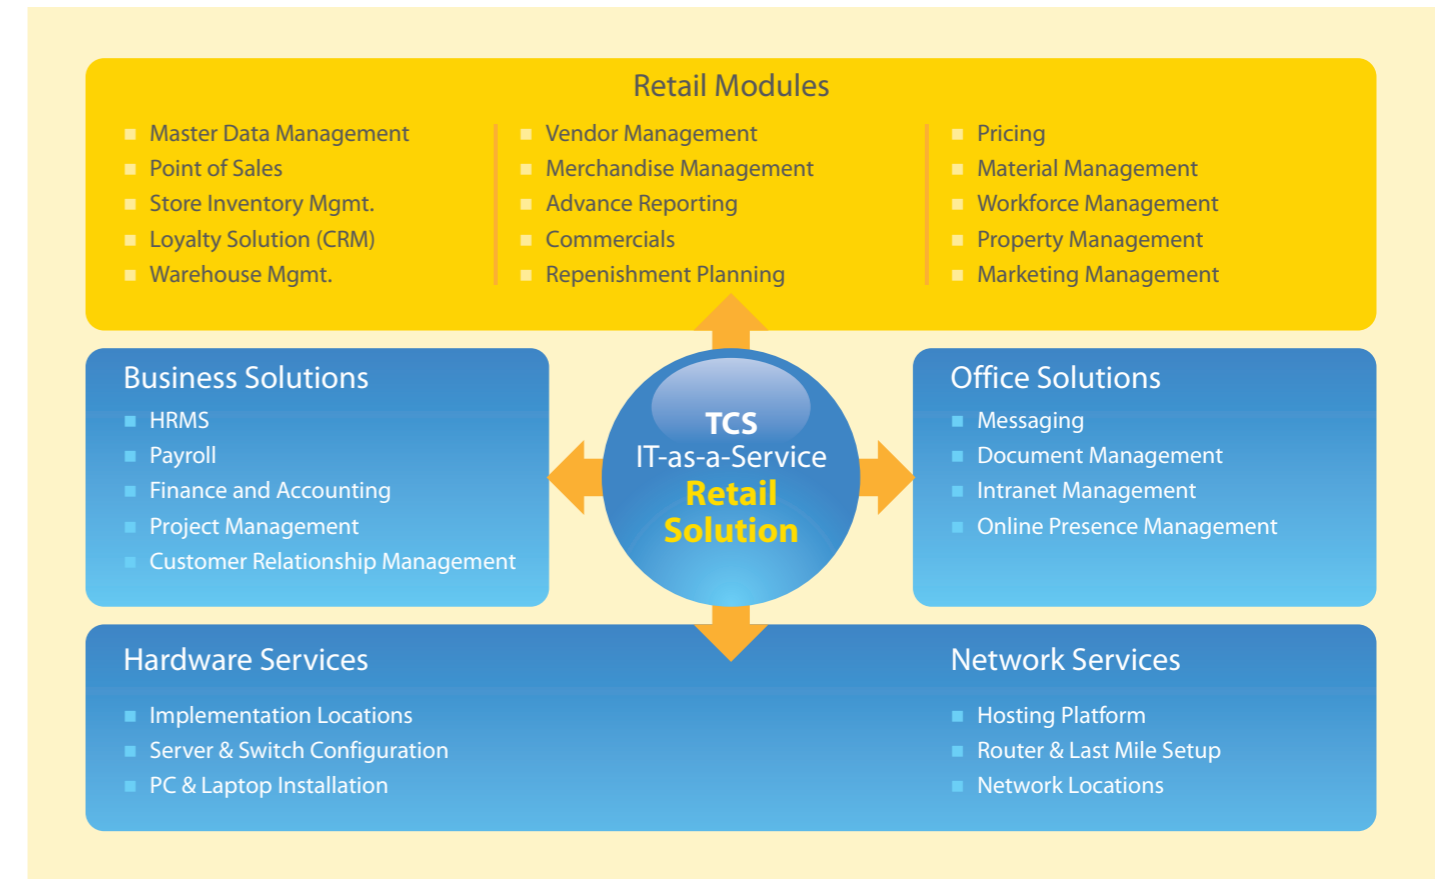 Retail Modules
Master Data Management
Point of Sales
Store Inventory Mgmt.
Loyalty Solution (CRM)
Warehouse Mgmt.
Vendor Management
Merchandise Management
Advance Reporting
Commercials
Repenishment Planning
Pricing
Material Management
Workforce Management
Property Management
Marketing Management
Business Solutions
HRMS
Payroll
Finance and Accounting
Project Management
Customer Relationship Management
TCS
IT-as-a-Service
Retail
Solution
Office Solutions
Messaging
Document Management
Intranet Management
Online Presence Management
Hardware Services
Implementation Locations
Server & Switch Configuration
PC & Laptop Installation
Network Services
Hosting Platform
Router & Last Mile Setup
Network Locations